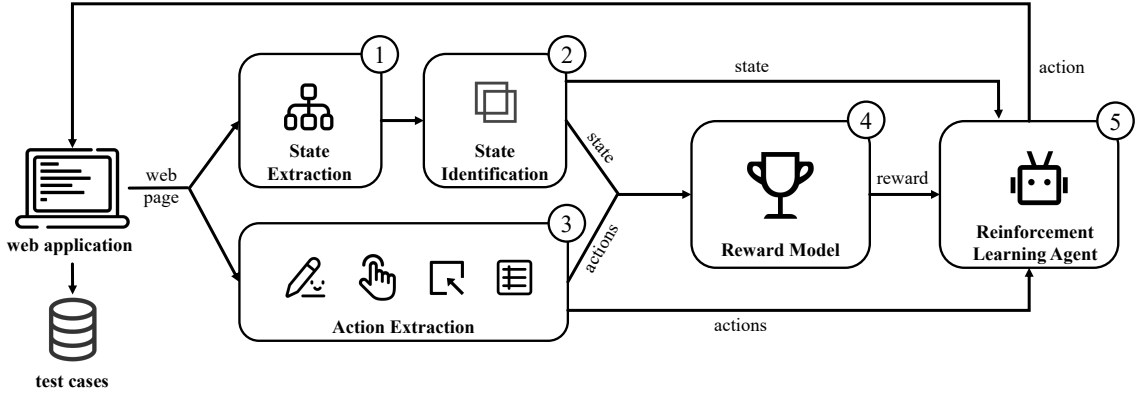 1
2
state
action
State
Extraction
State
Identification
state
4
5
web
page
web application
3
actions
reward
Reward Model
Reinforcement
Learning Agent
Action Extraction
actions
test cases